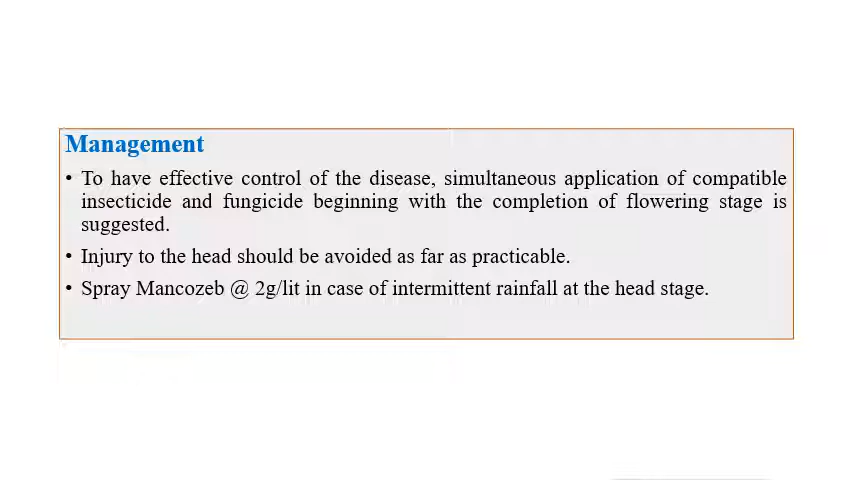 Management
• To have effective control of the disease, simultaneous application of compatible
insecticide and fungicide beginning with the completion of flowering stage is
suggested.
• Injury to the head should be avoided as far as practicable.
• Spray Mancozeb @ 2g/lit in case of intermittent rainfall at the head stage.